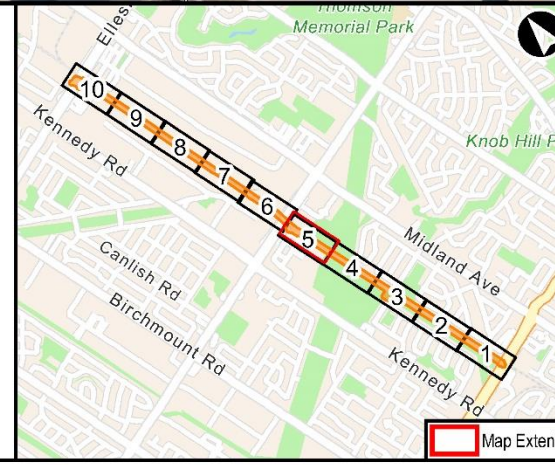 Thomson
Memorial Park
Elles
10
Kennedy Rd
9
8
Knob Hill P
7
6
5
Midland Ave
Canlish Rd
4
3
Birchmount Rd
2
1
Kennedy Rd
Map Exten